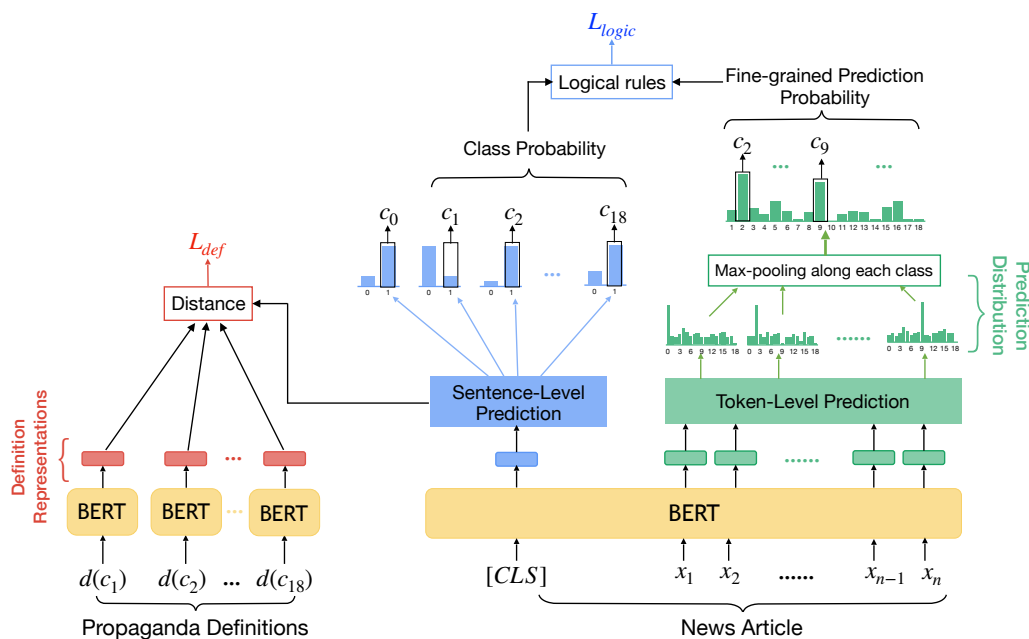 L_logic
Logical rules
Fine-grained Prediction
Probability
Class Probability
c_2 ... c_9 ...
1 2 3 4 5 6 7 8 9 10 11 12 13 14 15 16 17 18
c_0 c_1 c_2 c_18
...
0 1 0 1 0 1 0 1
L_def
Distance
Max-pooling along each class
Prediction
Distribution
0 3 6 9 12 15 18 0 3 6 9 12 15 18 ...... 0 3 6 9 12 15 18
Sentence-Level
Prediction
Token-Level Prediction
Definition
Representations
... ......
BERT BERT ... BERT
BERT
d(c_1) d(c_2) ... d(c_18)
[CLS] x_1 x_2 ...... x_{n-1} x_n
Propaganda Definitions
News Article